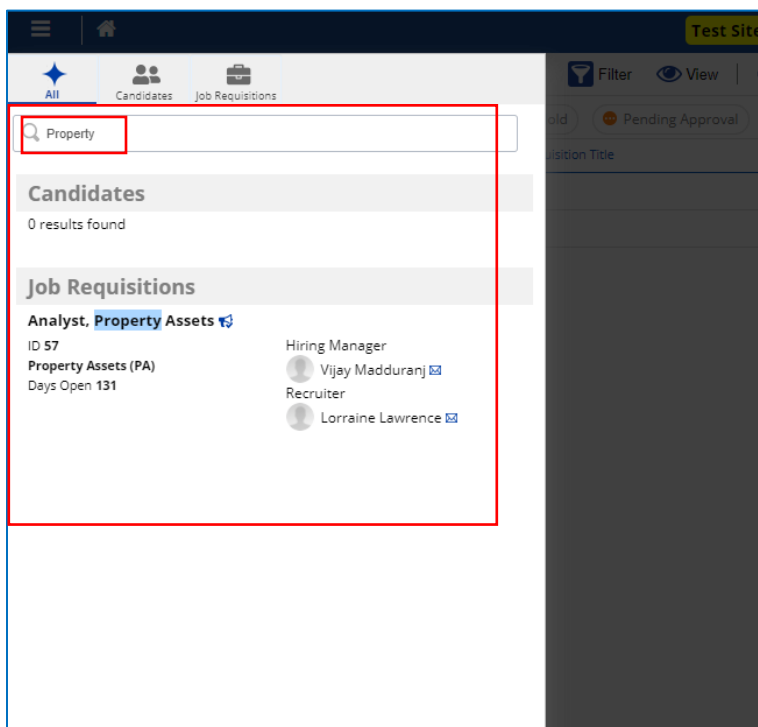 Test Site
All
Candidates
Job Requisitions
Filter
View
Property
old
Pending Approval
uisition Title
Candidates
0 results found
Job Requisitions
Analyst, Property Assets
ID 57
Property Assets (PA)
Days Open 131
Hiring Manager
Vijay Madduranj
Recruiter
Lorraine Lawrence